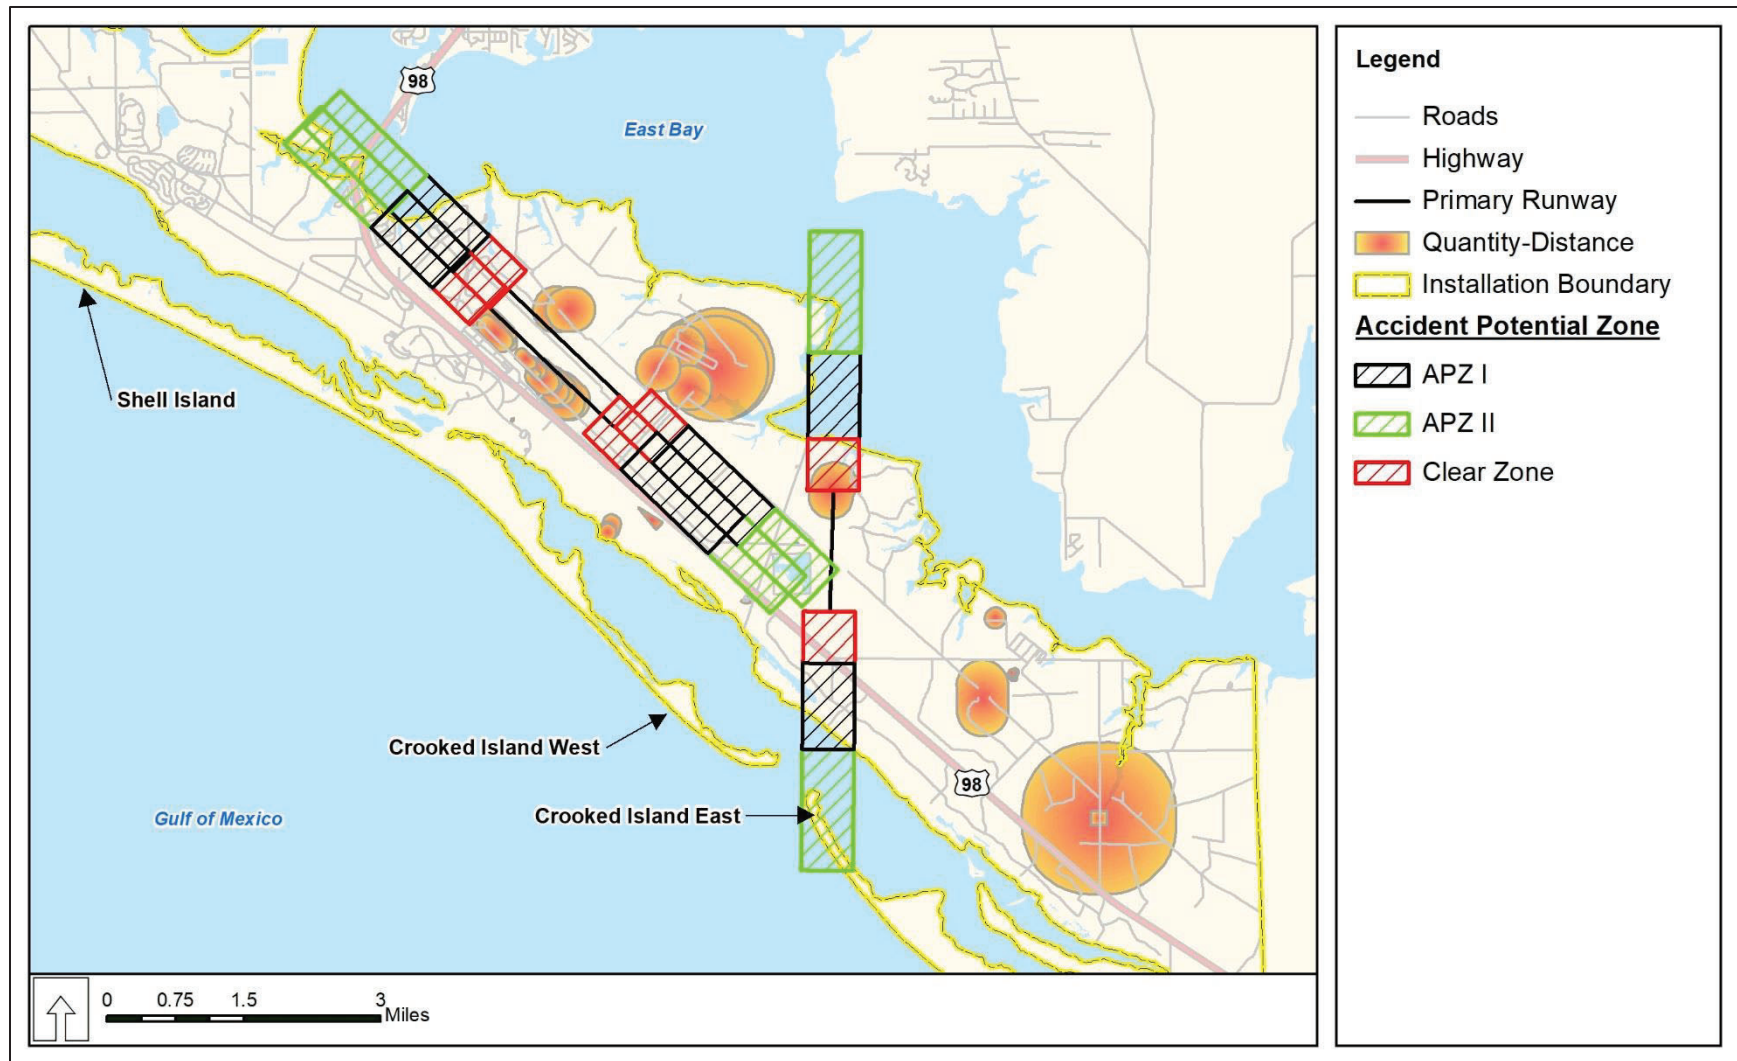 98
East Bay
Shell Island
Crooked Island West
Crooked Island East
98
Gulf of Mexico
0 0.75 1.5 3
Miles
Legend
Roads
Highway
Primary Runway
Quantity-Distance
Installation Boundary
Accident Potential Zone
APZ I
APZ II
Clear Zone